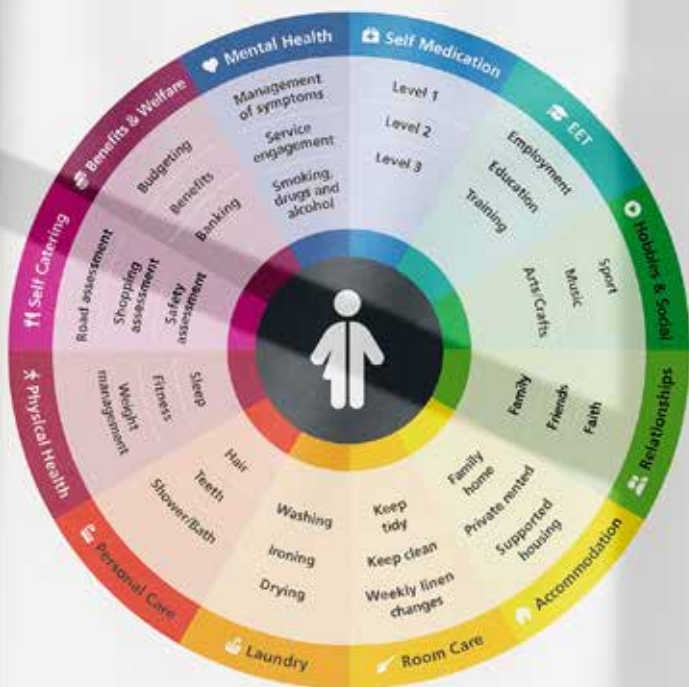 Mental Health
Management
of symptoms
Service
engagement
Smoking,
drugs and
alcohol
Self Medication
Level 1
Level 2
Level 3
EET
Employment
Education
Training
Hobbies & Social
Sport
Music
Arts/Crafts
Relationships
Family
Friends
Faith
Accommodation
Family
home
Private rented
Supported
housing
Room Care
Keep
tidy
Keep clean
Weekly linen
changes
Laundry
Washing
Ironing
Drying
Personal Care
Hair
Teeth
Shower/Bath
Physical Health
Sleep
Fitness
Weight
management
Self Catering
Road assessment
Shopping
assessment
Safety
assessment
Benefits & Welfare
Budgeting
Benefits
Banking